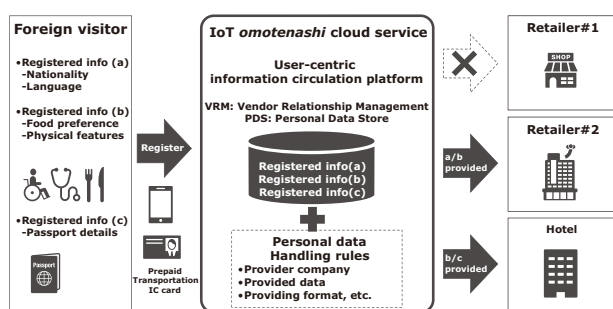 Foreign visitor
•Registered info (a)
-Nationality
-Language
•Registered info (b)
-Food preference
-Physical features
•Registered info (c)
-Passport details
Passport
Register
Prepaid
Transportation
IC card
IoT omotenashi cloud service
User-centric
information circulation platform
VRM: Vendor Relationship Management
PDS: Personal Data Store
Registered info(a)
Registered info(b)
Registered info(c)
Personal data
Handling rules
•Provider company
•Provided data
•Providing format, etc.
a/b
provided
b/c
provided
Retailer#1
SHOP
Retailer#2
Hotel